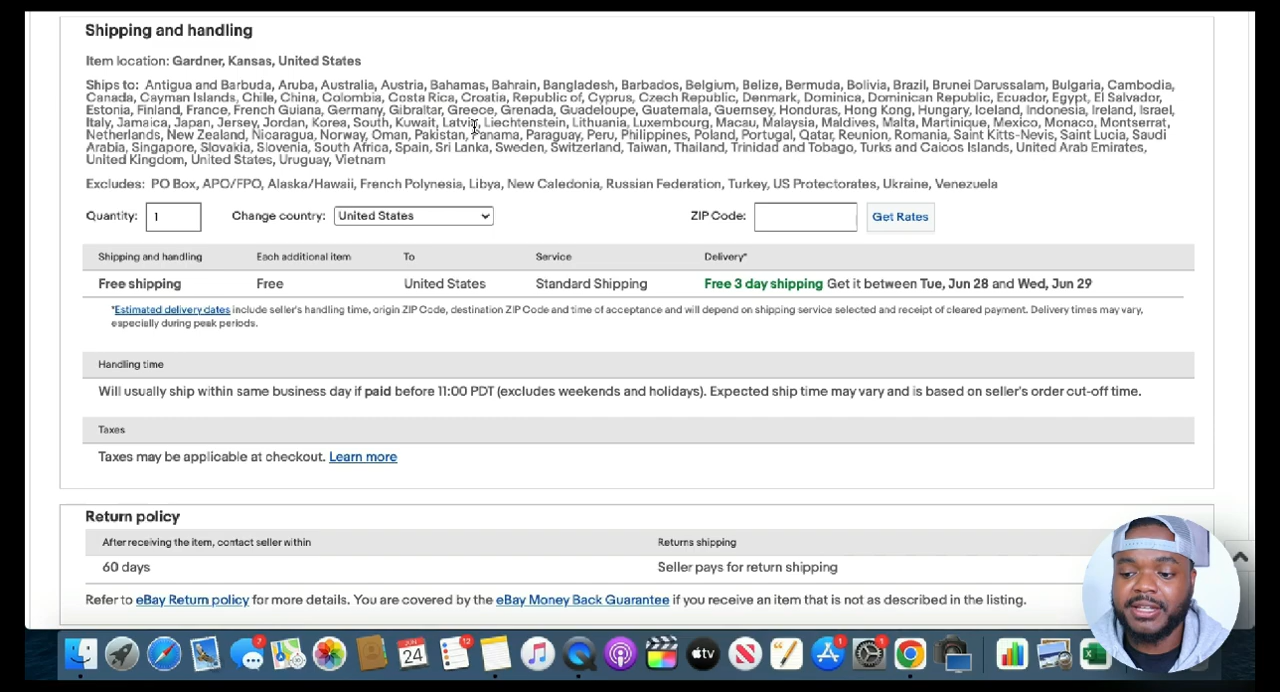 Shipping and handling
Item location: Gardner, Kansas, United States
Ships to: Antigua and Barbuda, Aruba, Australia, Austria, Bahamas, Bahrain, Bangladesh, Barbados, Belgium, Belize, Bermuda, Bolivia, Brazil, Brunei Darussalam, Bulgaria, Cambodia,
Canada, Cayman Islands, Chile, China, Colombia, Costa Rica, Croatia, Republic of, Cyprus, Czech Republic, Denmark, Dominica, Dominican Republic, Ecuador, Egypt, El Salvador,
Estonia, Finland, France, French Guiana, Germany, Gibraltar, Greece, Grenada, Guadeloupe, Guatemala, Guernsey, Honduras, Hong Kong, Hungary, Iceland, Indonesia, Ireland, Israel,
Italy, Jamaica, Japan, Jersey, Jordan, Korea, South, Kuwait, Latvia, Liechtenstein, Lithuania, Luxembourg, Macau, Malaysia, Maldives, Malta, Martinique, Mexico, Monaco, Montserrat,
Netherlands, New Zealand, Nicaragua, Norway, Oman, Pakistan, Panama, Paraguay, Peru, Philippines, Poland, Portugal, Qatar, Reunion, Romania, Saint Kitts-Nevis, Saint Lucia, Saudi
Arabia, Singapore, Slovakia, Slovenia, South Africa, Spain, Sri Lanka, Sweden, Switzerland, Taiwan, Thailand, Trinidad and Tobago, Turks and Caicos Islands, United Arab Emirates,
United Kingdom, United States, Uruguay, Vietnam
Excludes: PO Box, APO/FPO, Alaska/Hawaii, French Polynesia, Libya, New Caledonia, Russian Federation, Turkey, US Protectorates, Ukraine, Venezuela
Quantity: 1 Change country: United States ZIP Code: Get Rates
Shipping and handling Each additional item To Service Delivery*
Free shipping Free United States Standard Shipping Free 3 day shipping Get it between Tue, Jun 28 and Wed, Jun 29
*Estimated delivery dates include seller's handling time, origin ZIP Code, destination ZIP Code and time of acceptance and will depend on shipping service selected and receipt of cleared payment. Delivery times may vary,
especially during peak periods.
Handling time
Will usually ship within same business day if paid before 11:00 PDT (excludes weekends and holidays). Expected ship time may vary and is based on seller's order cut-off time.
Taxes
Taxes may be applicable at checkout. Learn more
Return policy
After receiving the item, contact seller within Returns shipping
60 days Seller pays for return shipping
Refer to eBay Return policy for more details. You are covered by the eBay Money Back Guarantee if you receive an item that is not as described in the listing.
7 24 12 tv 1 1